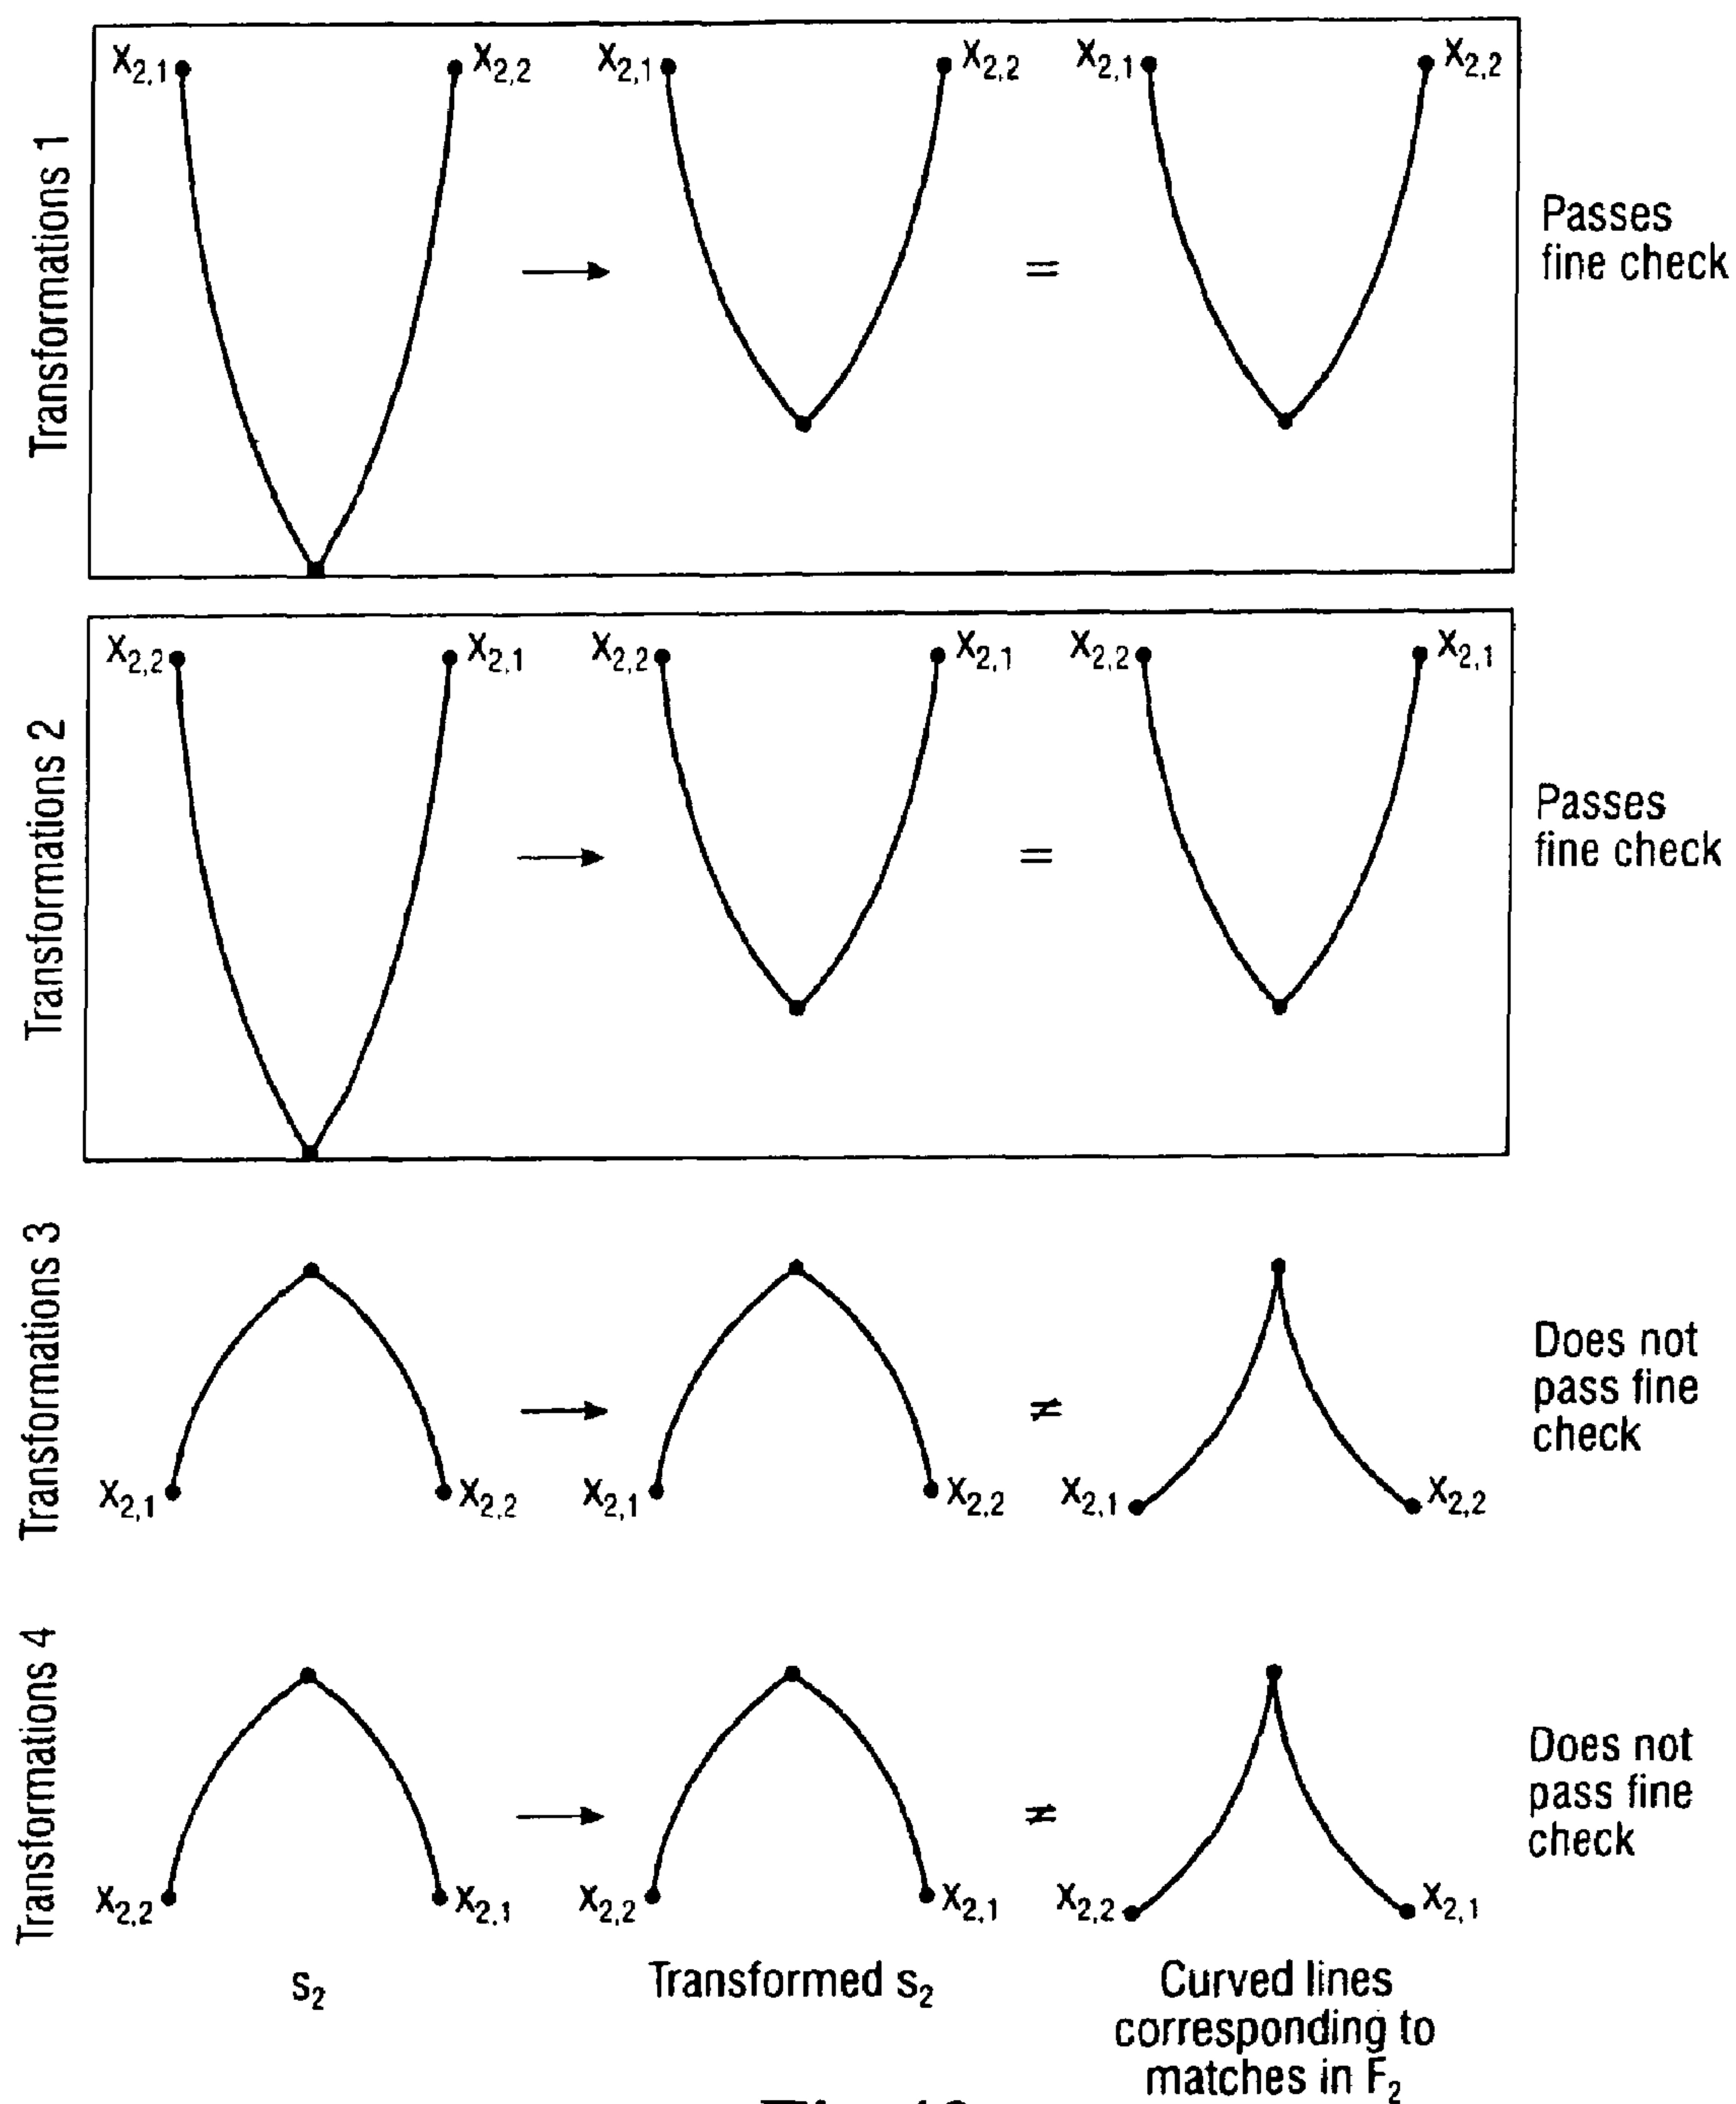 Transformations 1
X2,1
X2,2
X2,1
X2,2
X2,1
X2,2
→
=
Passes
fine check
Transformations 2
X2,2
X2,1
X2,2
X2,1
X2,2
X2,1
→
=
Passes
fine check
Transformations 3
→
≠
Does not
pass fine
check
X2,1
X2,2
X2,1
X2,2
X2,1
X2,2
Transformations 4
→
≠
Does not
pass fine
check
X2,2
X2,1
X2,2
X2,1
X2,2
X2,1
s2
Transformed s2
Curved lines
corresponding to
matches in F2